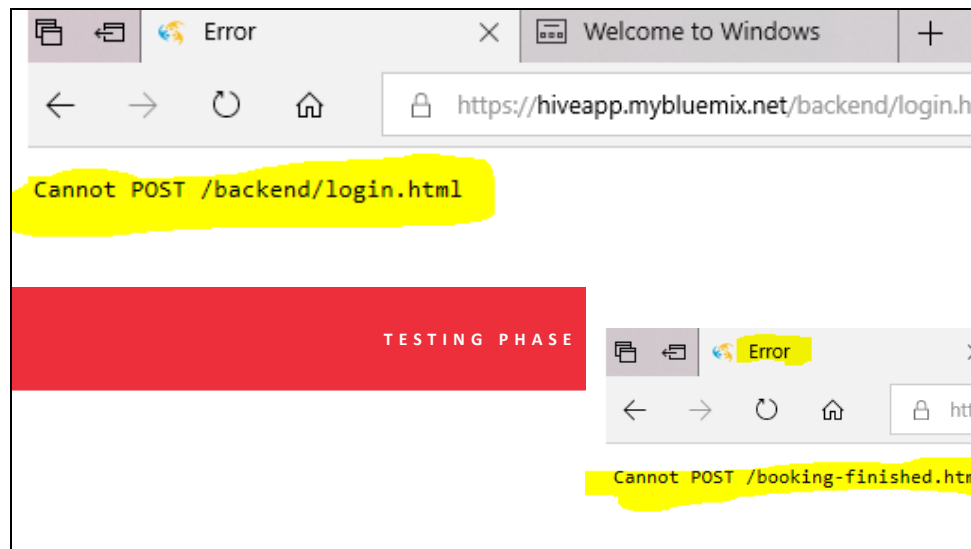 Error
Welcome to Windows
https://hiveapp.mybluemix.net/backend/login.h
Cannot POST /backend/login.html
TESTING PHASE
Error
htt
Cannot POST /booking-finished.htm